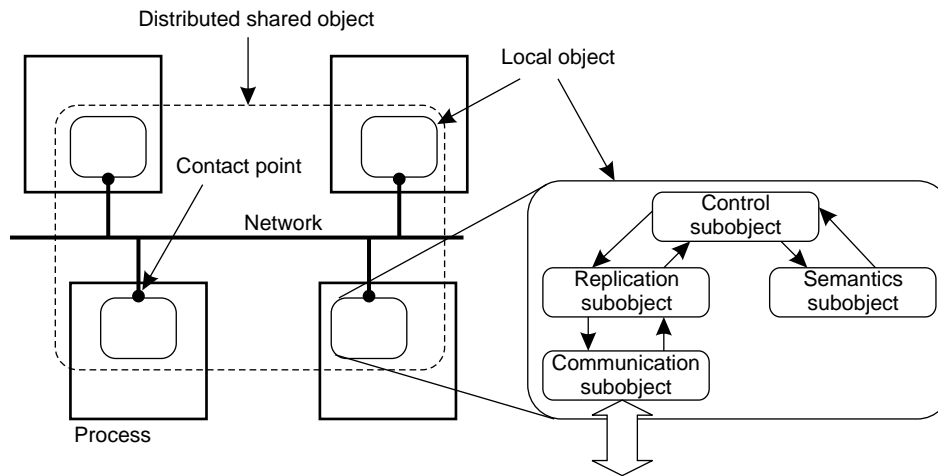 Distributed shared object
Local object
Contact point
Network
Process
Control
subobject
Replication
subobject
Semantics
subobject
Communication
subobject